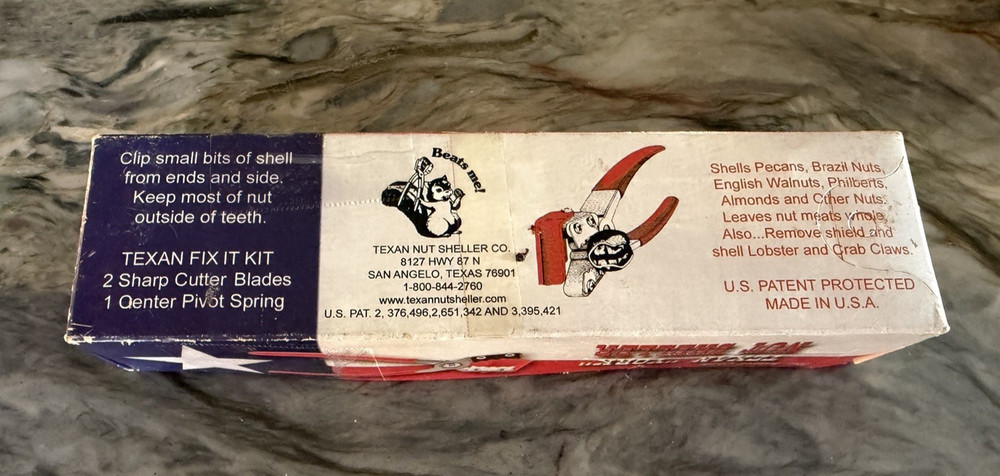 Clip small bits of shell
from ends and side.
Keep most of nut
outside of teeth.
TEXAN FIX IT KIT
2 Sharp Cutter Blades
1 Center Pivot Spring
Beats me!
TEXAN NUT SHELLER CO.
8127 HWY 87 N
SAN ANGELO, TEXAS 76901
1-800-844-2760
www.texannutsheller.com
U.S. PAT. 2, 376,496,2,651,342 AND 3,395,421
Shells Pecans, Brazil Nuts,
English Walnuts, Philberts,
Almonds and Other Nuts.
Leaves nut meats whole.
Also...Remove shield and
shell Lobster and Crab Claws.
U.S. PATENT PROTECTED
MADE IN U.S.A.